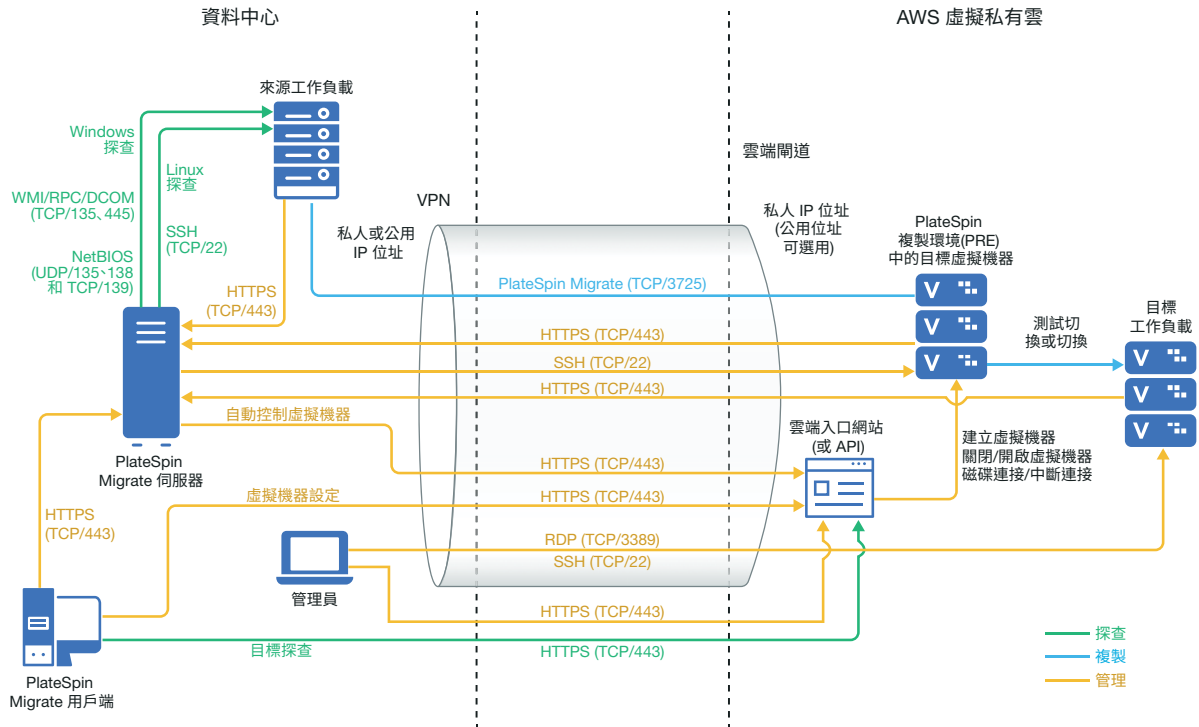 資料中心
AWS 虛擬私有雲
來源工作負載
Windows
探查
Linux
探查
WMI/RPC/DCOM
(TCP/135、445)
SSH
(TCP/22)
NetBIOS
(UDP/135、138
和 TCP/139)
HTTPS
(TCP/443)
VPN
私人或公用
IP 位址
雲端閘道
私人 IP 位址
(公用位址
可選用)
PlateSpin
複製環境(PRE)
中的目標虛擬機器
PlateSpin Migrate (TCP/3725)
HTTPS (TCP/443)
SSH (TCP/22)
HTTPS (TCP/443)
測試切
換或切換
目標
工作負載
自動控制虛擬機器
PlateSpin
Migrate 伺服器
HTTPS (TCP/443)
雲端入口網站
(或 API)
建立虛擬機器
關閉/開啟虛擬機器
磁碟連接/中斷連接
虛擬機器設定
HTTPS (TCP/443)
HTTPS
(TCP/443)
RDP (TCP/3389)
SSH (TCP/22)
管理員
HTTPS (TCP/443)
目標探查
HTTPS (TCP/443)
PlateSpin
Migrate 用戶端
探查
複製
管理
V
V
V
V
V
V